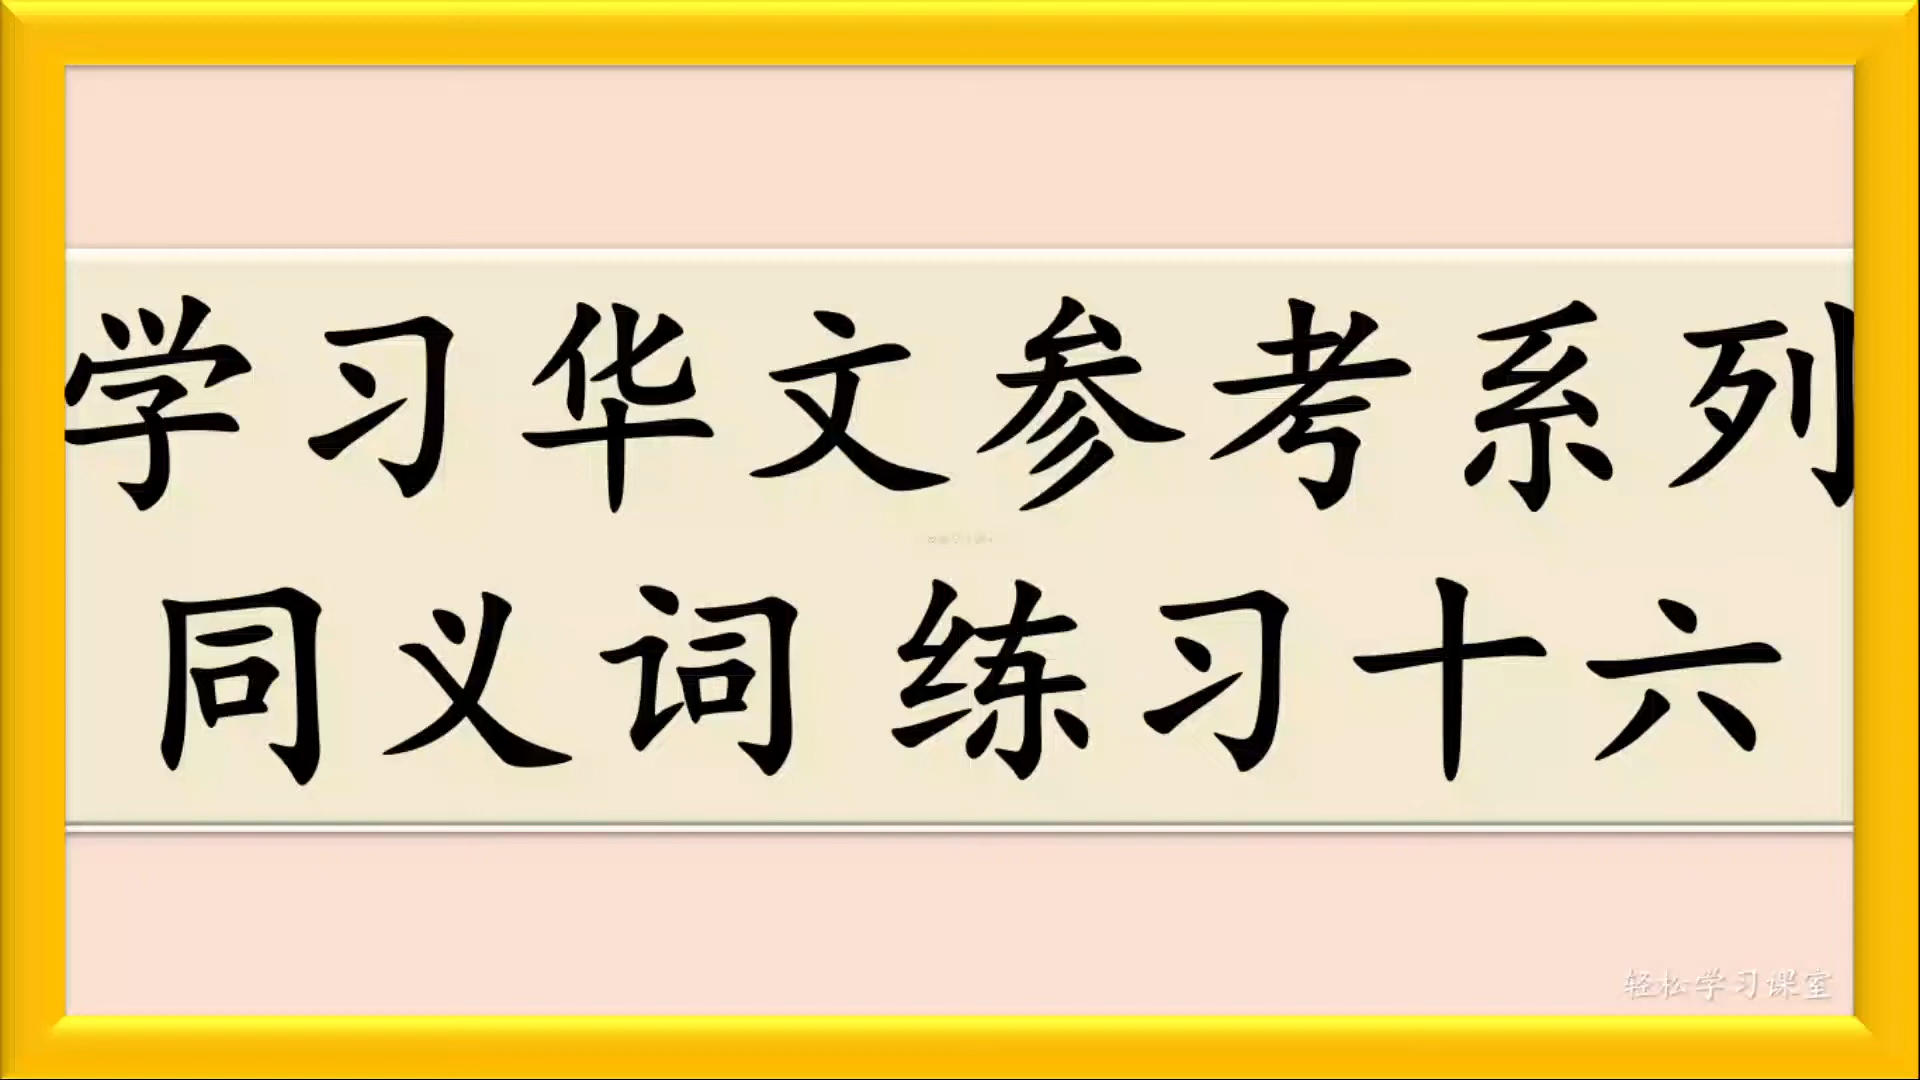 学习华文参考系列
同义词 练习十六
轻松学习课室